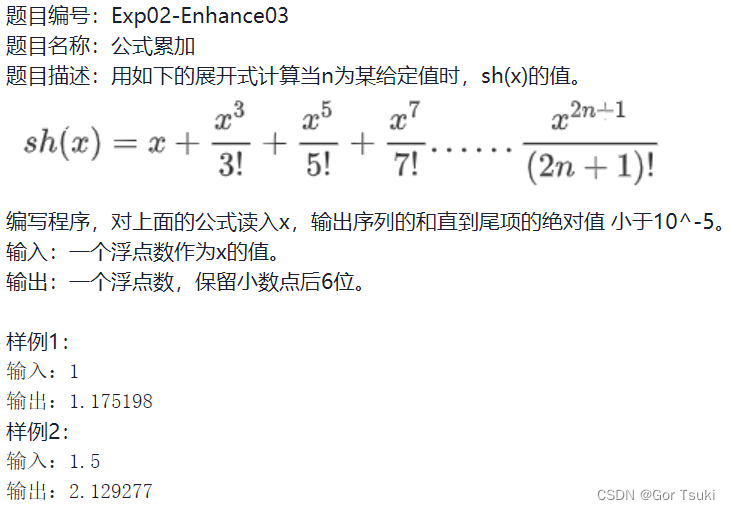 题目编号：Exp02-Enhance03
题目名称：公式累加
题目描述：用如下的展开式计算当n为某给定值时，sh(x)的值。
sh(x) = x + x^3/3! + x^5/5! + x^7/7! ...... x^{2n+1}/(2n+1)!
编写程序，对上面的公式读入x，输出序列的和直到尾项的绝对值 小于10^-5。
输入：一个浮点数作为x的值。
输出：一个浮点数，保留小数点后6位。
样例1：
输入：1
输出：1.175198
样例2：
输入：1.5
输出：2.129277
CSDN @Gor Tsuki